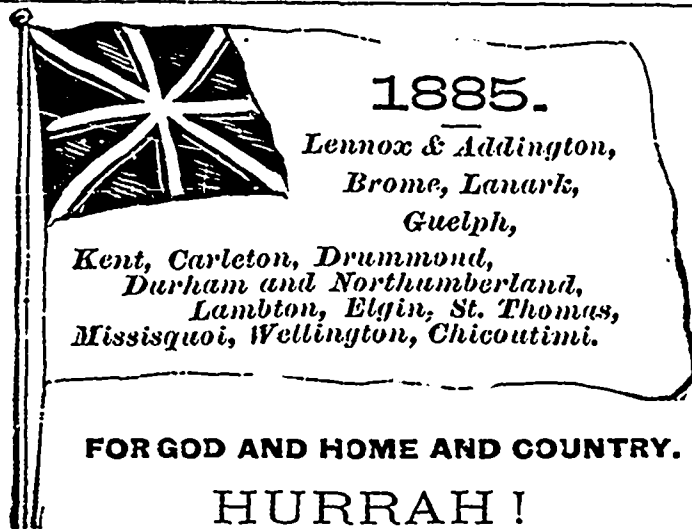 1885.
Lennox & Addington,
Brome, Lanark,
Guelph,
Kent, Carleton, Drummond,
Durham and Northumberland,
Lambton, Elgin, St. Thomas,
Missisquoi, Wellington, Chicoutimi.
FOR GOD AND HOME AND COUNTRY.
HURRAH!